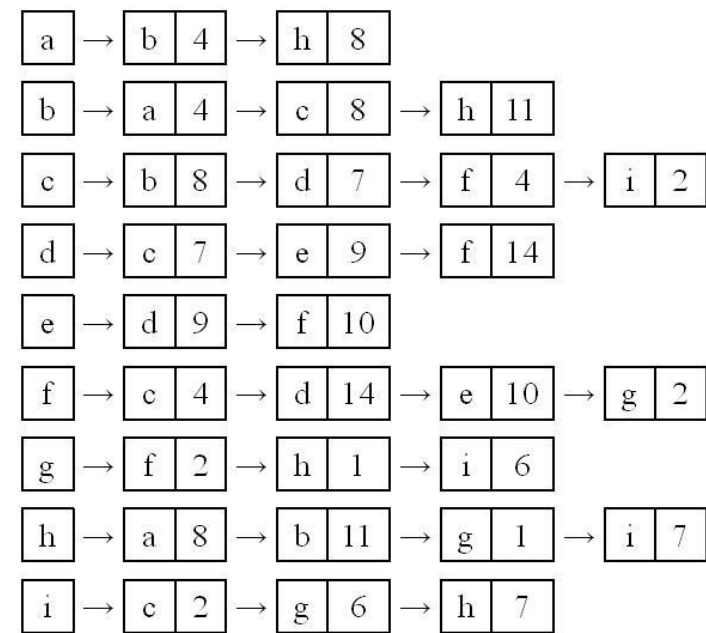 a → b 4 → h 8
b → a 4 → c 8 → h 11
c → b 8 → d 7 → f 4 → i 2
d → c 7 → e 9 → f 14
e → d 9 → f 10
f → c 4 → d 14 → e 10 → g 2
g → f 2 → h 1 → i 6
h → a 8 → b 11 → g 1 → i 7
i → c 2 → g 6 → h 7